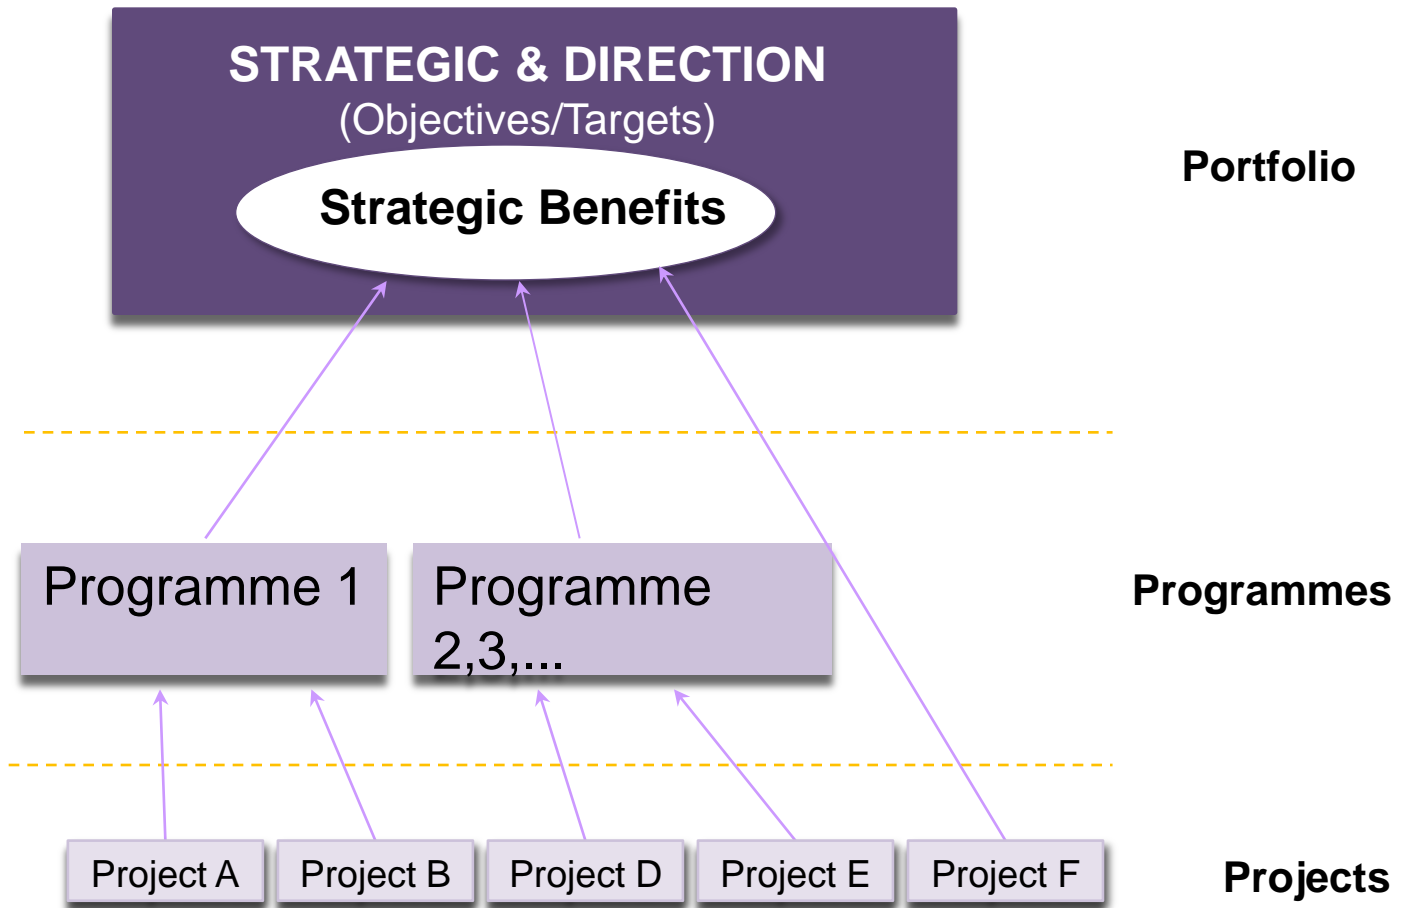 STRATEGIC & DIRECTION
(Objectives/Targets)
Strategic Benefits
Portfolio
Programme 1
Programme
2,3,...
Programmes
Project A
Project B
Project D
Project E
Project F
Projects